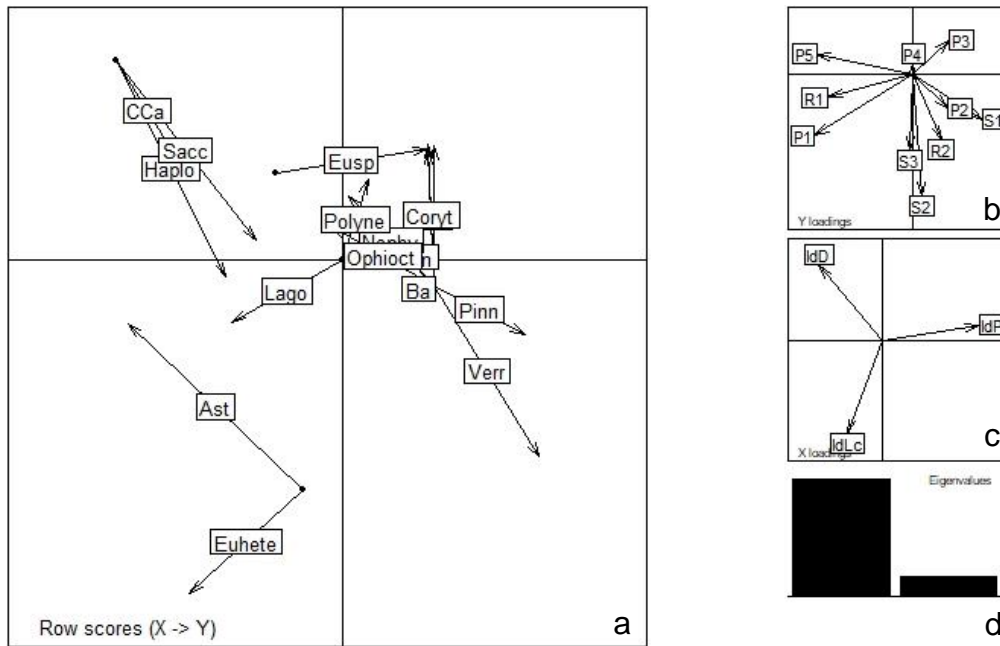 CCa
Sacc
Haplo
Eusp
Polyne
Coryt
Ophioct
Lago
Ba
Pinn
Verr
Ast
Euhete
Row scores (X -> Y)
a
P5
P4
P3
R1
P2
S1
P1
R2
S3
S2
Y loadings
b
IdD
IdP
IdLc
X loadings
c
Eigenvalues
d